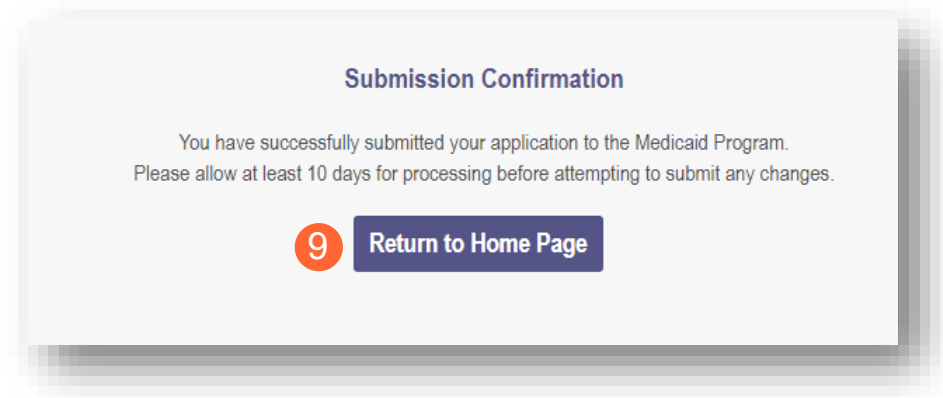 Submission Confirmation
You have successfully submitted your application to the Medicaid Program.
Please allow at least 10 days for processing before attempting to submit any changes.
9 Return to Home Page